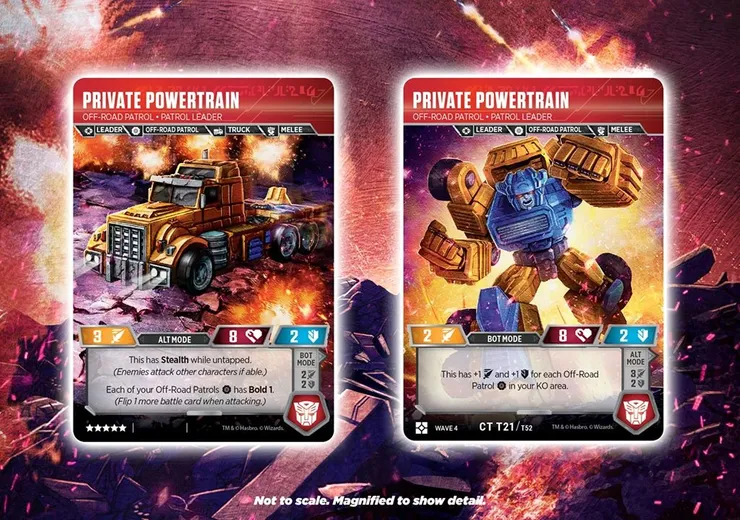 PRIVATE POWERTRAIN
OFF-ROAD PATROL • PATROL LEADER
LEADER OFF-ROAD PATROL TRUCK MELEE
3 ALT MODE 8 2
This has Stealth while untapped.
(Enemies attack other characters if able.)
Each of your Off-Road Patrols has Bold 1.
(Flip 1 more battle card when attacking.)
BOT
MODE
2
2
★★★★★
TM & © Hasbro. © Wizards.
PRIVATE POWERTRAIN
OFF-ROAD PATROL • PATROL LEADER
LEADER OFF-ROAD PATROL MELEE
2 BOT MODE 8 2
This has +1 and +1 for each Off-Road
Patrol in your KO area.
ALT
MODE
3
2
WAVE 4 CT T21/T52
TM & © Hasbro. © Wizards.
Not to scale. Magnified to show detail.